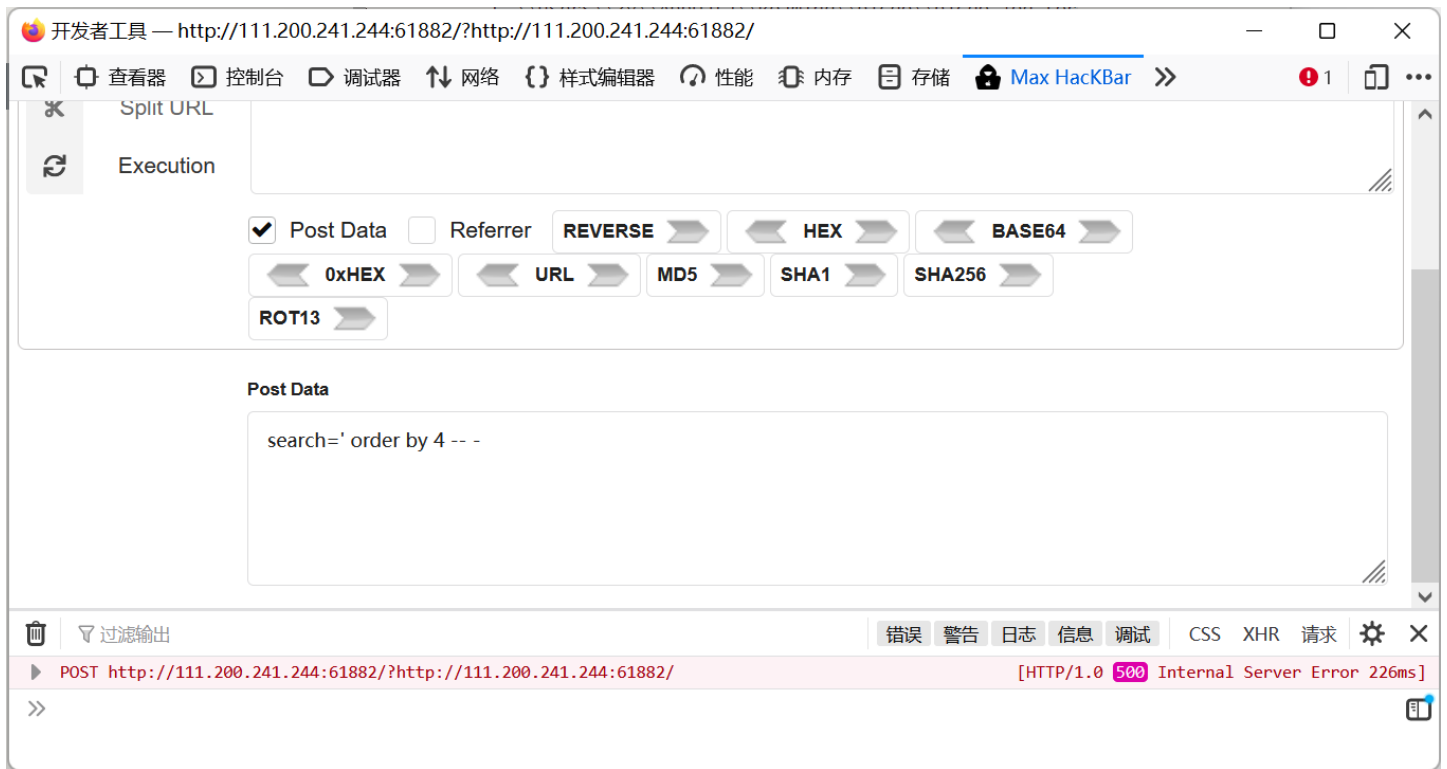 开发者工具 — http://111.200.241.244:61882/?http://111.200.241.244:61882/
查看器 控制台 调试器 网络 样式编辑器 性能 内存 存储 Max HacKBar 1
Split URL
Execution
Post Data Referrer REVERSE HEX BASE64
0xHEX URL MD5 SHA1 SHA256
ROT13
Post Data
search=' order by 4 -- -
过滤输出 错误 警告 日志 信息 调试 CSS XHR 请求
POST http://111.200.241.244:61882/?http://111.200.241.244:61882/ [HTTP/1.0 500 Internal Server Error 226ms]